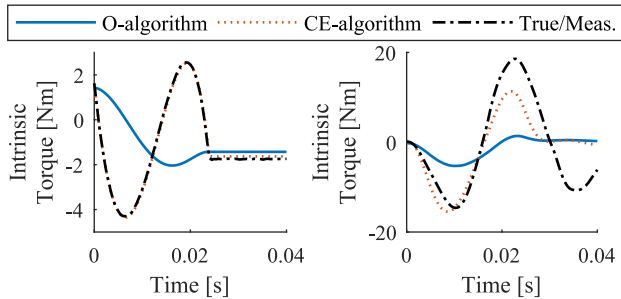 O-algorithm CE-algorithm True/Meas.
Intrinsic
Torque [Nm]
2
0
-2
-4
0 0.02 0.04
Time [s]
Intrinsic
Torque [Nm]
20
0
-20
0 0.02 0.04
Time [s]